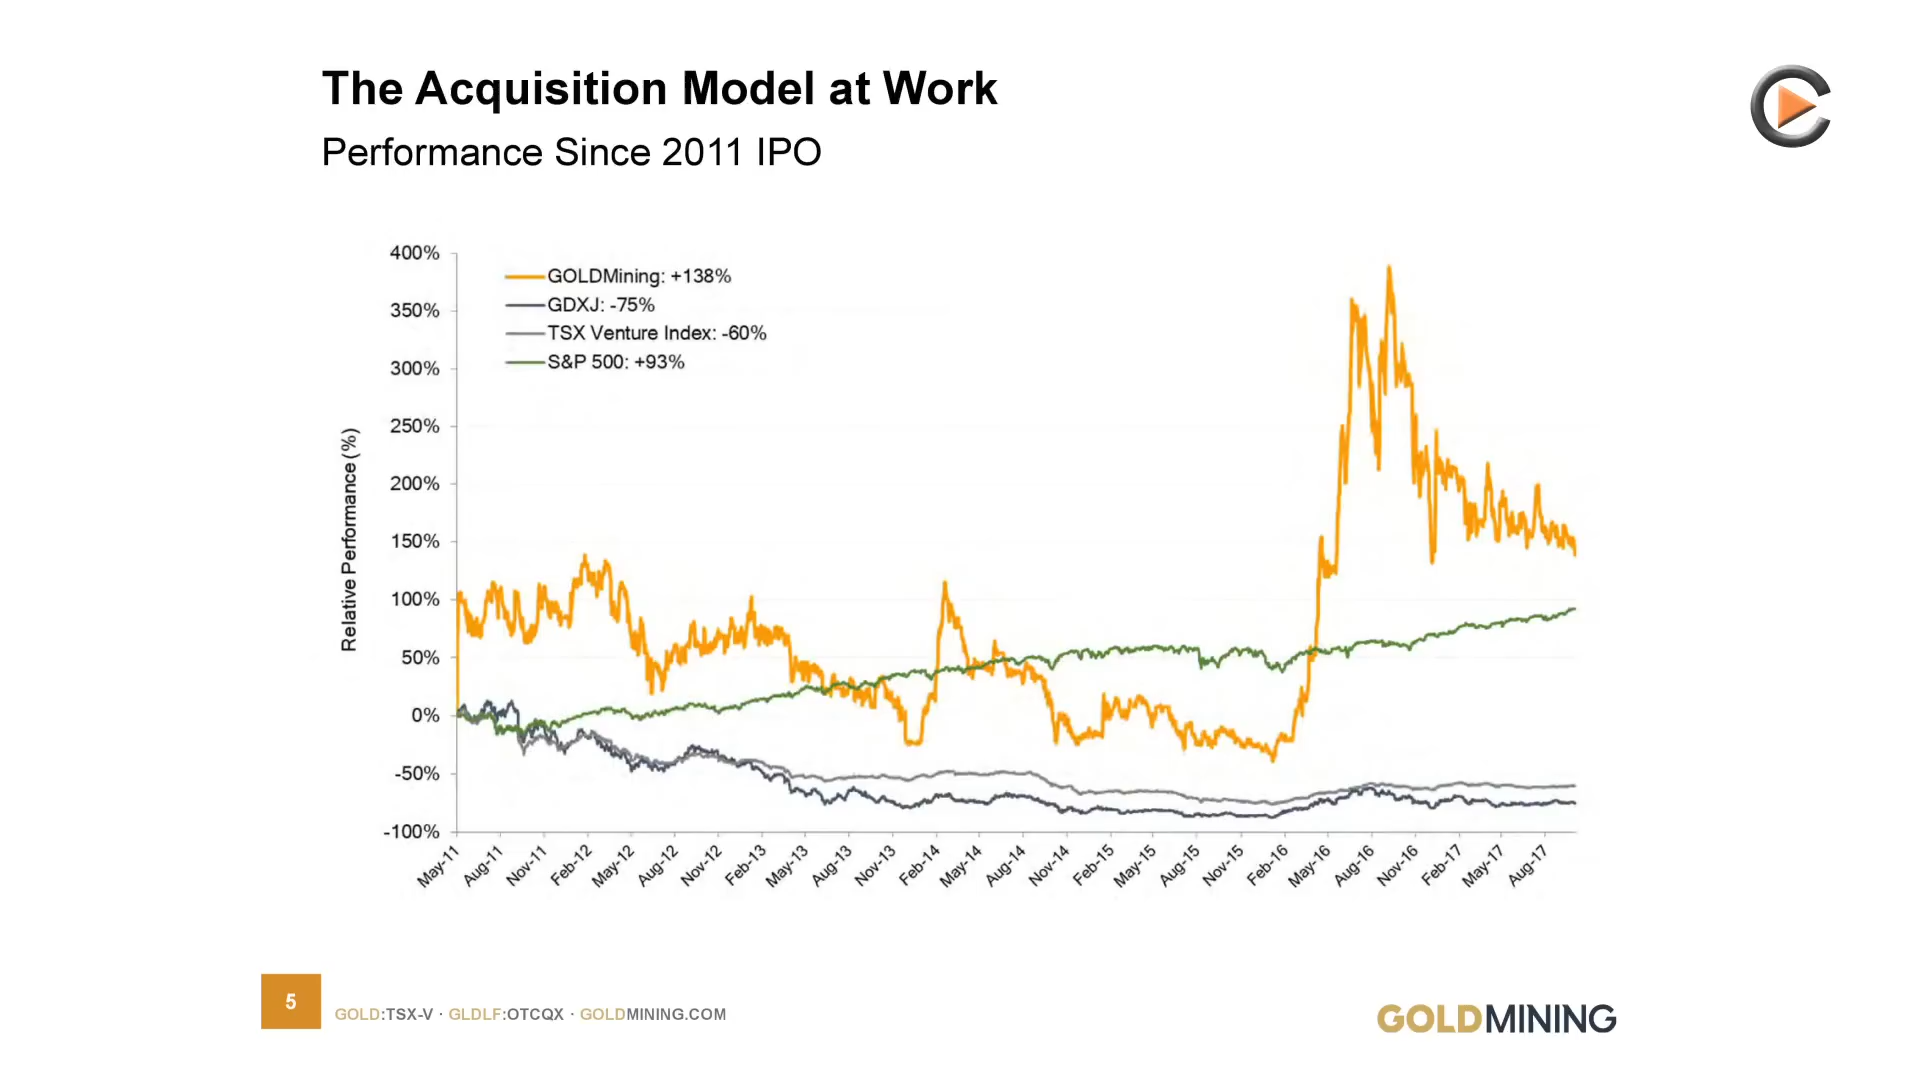 The Acquisition Model at Work
Performance Since 2011 IPO
Relative Performance (%)
400%
350%
300%
250%
200%
150%
100%
50%
0%
-50%
-100%
GOLDMining: +138%
GDXJ: -75%
TSX Venture Index: -60%
S&P 500: +93%
May-11 Aug-11 Nov-11 Feb-12 May-12 Aug-12 Nov-12 Feb-13 May-13 Aug-13 Nov-13 Feb-14 May-14 Aug-14 Nov-14 Feb-15 May-15 Aug-15 Nov-15 Feb-16 May-16 Aug-16 Nov-16 Feb-17 May-17 Aug-17
5
GOLD:TSX-V · GLDLF:OTCQX · GOLDMINING.COM
GOLDMINING